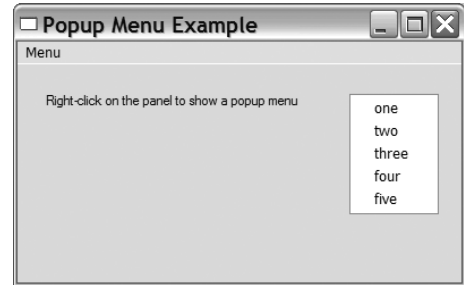 Popup Menu Example
Menu
Right-click on the panel to show a popup menu
one
two
three
four
five